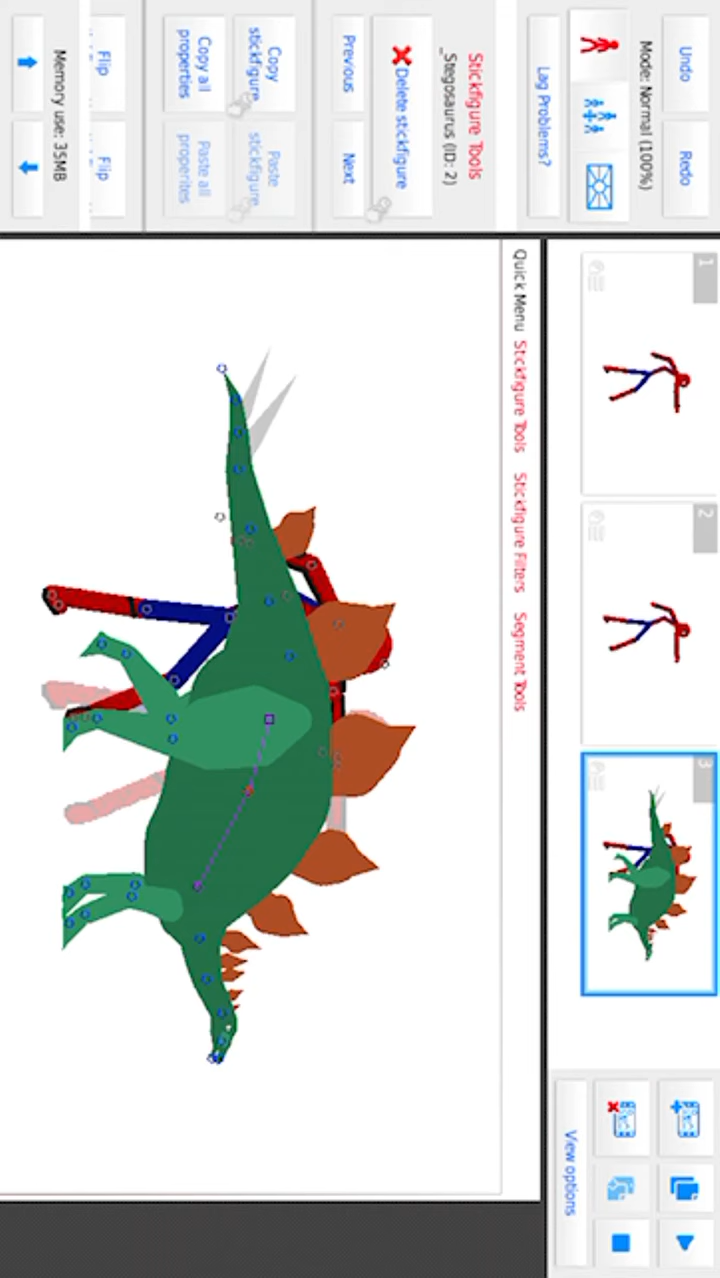 Undo
Redo
Mode: Normal (100%)
Lag Problems?
Stickfigure Tools
_Stegosaurus (ID: 2)
Delete stickfigure
Previous
Next
Copy stickfigure
Paste stickfigure
Copy all properties
Paste all properites
Flip
Flip
Memory use: 35MB
1
2
3
Quick Menu Stickfigure Tools Stickfigure Filters Segment Tools
View options